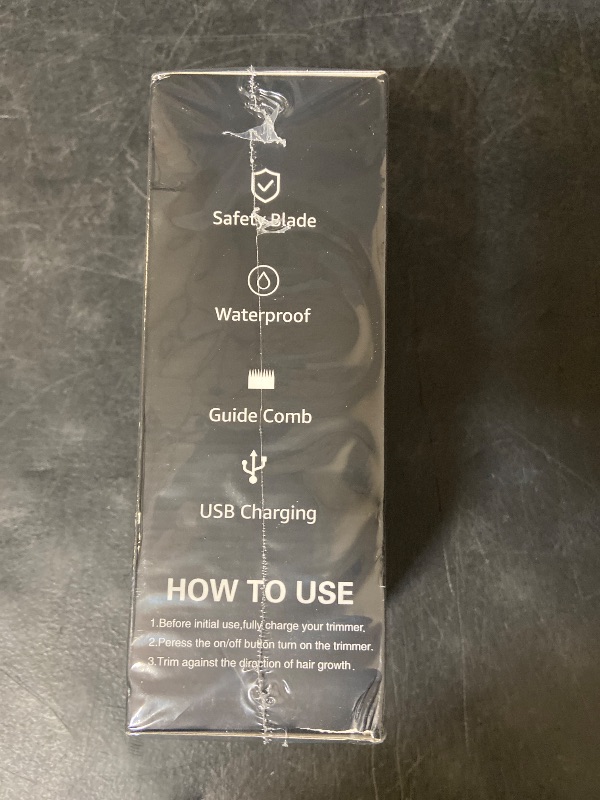 Safety Blade
Waterproof
Guide Comb
USB Charging
HOW TO USE
1.Before initial use,fully charge your trimmer.
2.Peress the on/off button turn on the trimmer.
3.Trim against the direction of hair growth.